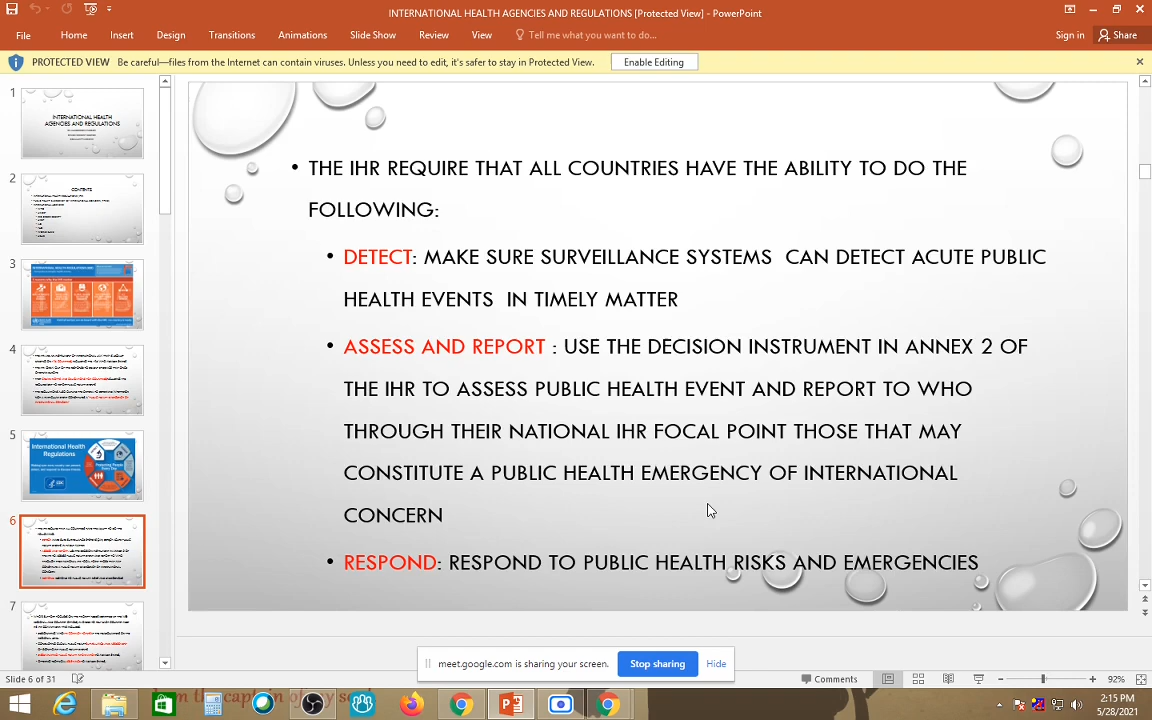 INTERNATIONAL HEALTH AGENCIES AND REGULATIONS [Protected View] - PowerPoint
File Home Insert Design Transitions Animations Slide Show Review View Tell me what you want to do... Sign in Share
PROTECTED VIEW Be careful—files from the Internet can contain viruses. Unless you need to edit, it's safer to stay in Protected View. Enable Editing
1
INTERNATIONAL HEALTH
AGENCIES AND REGULATIONS
2
CONTENTS
3
4
5
International Health
Regulations
CDC
6
7
• THE IHR REQUIRE THAT ALL COUNTRIES HAVE THE ABILITY TO DO THE
FOLLOWING:
• DETECT: MAKE SURE SURVEILLANCE SYSTEMS CAN DETECT ACUTE PUBLIC
HEALTH EVENTS IN TIMELY MATTER
• ASSESS AND REPORT : USE THE DECISION INSTRUMENT IN ANNEX 2 OF
THE IHR TO ASSESS PUBLIC HEALTH EVENT AND REPORT TO WHO
THROUGH THEIR NATIONAL IHR FOCAL POINT THOSE THAT MAY
CONSTITUTE A PUBLIC HEALTH EMERGENCY OF INTERNATIONAL
CONCERN
• RESPOND: RESPOND TO PUBLIC HEALTH RISKS AND EMERGENCIES
meet.google.com is sharing your screen. Stop sharing Hide
Slide 6 of 31 Comments 92%
2:15 PM
5/28/2021